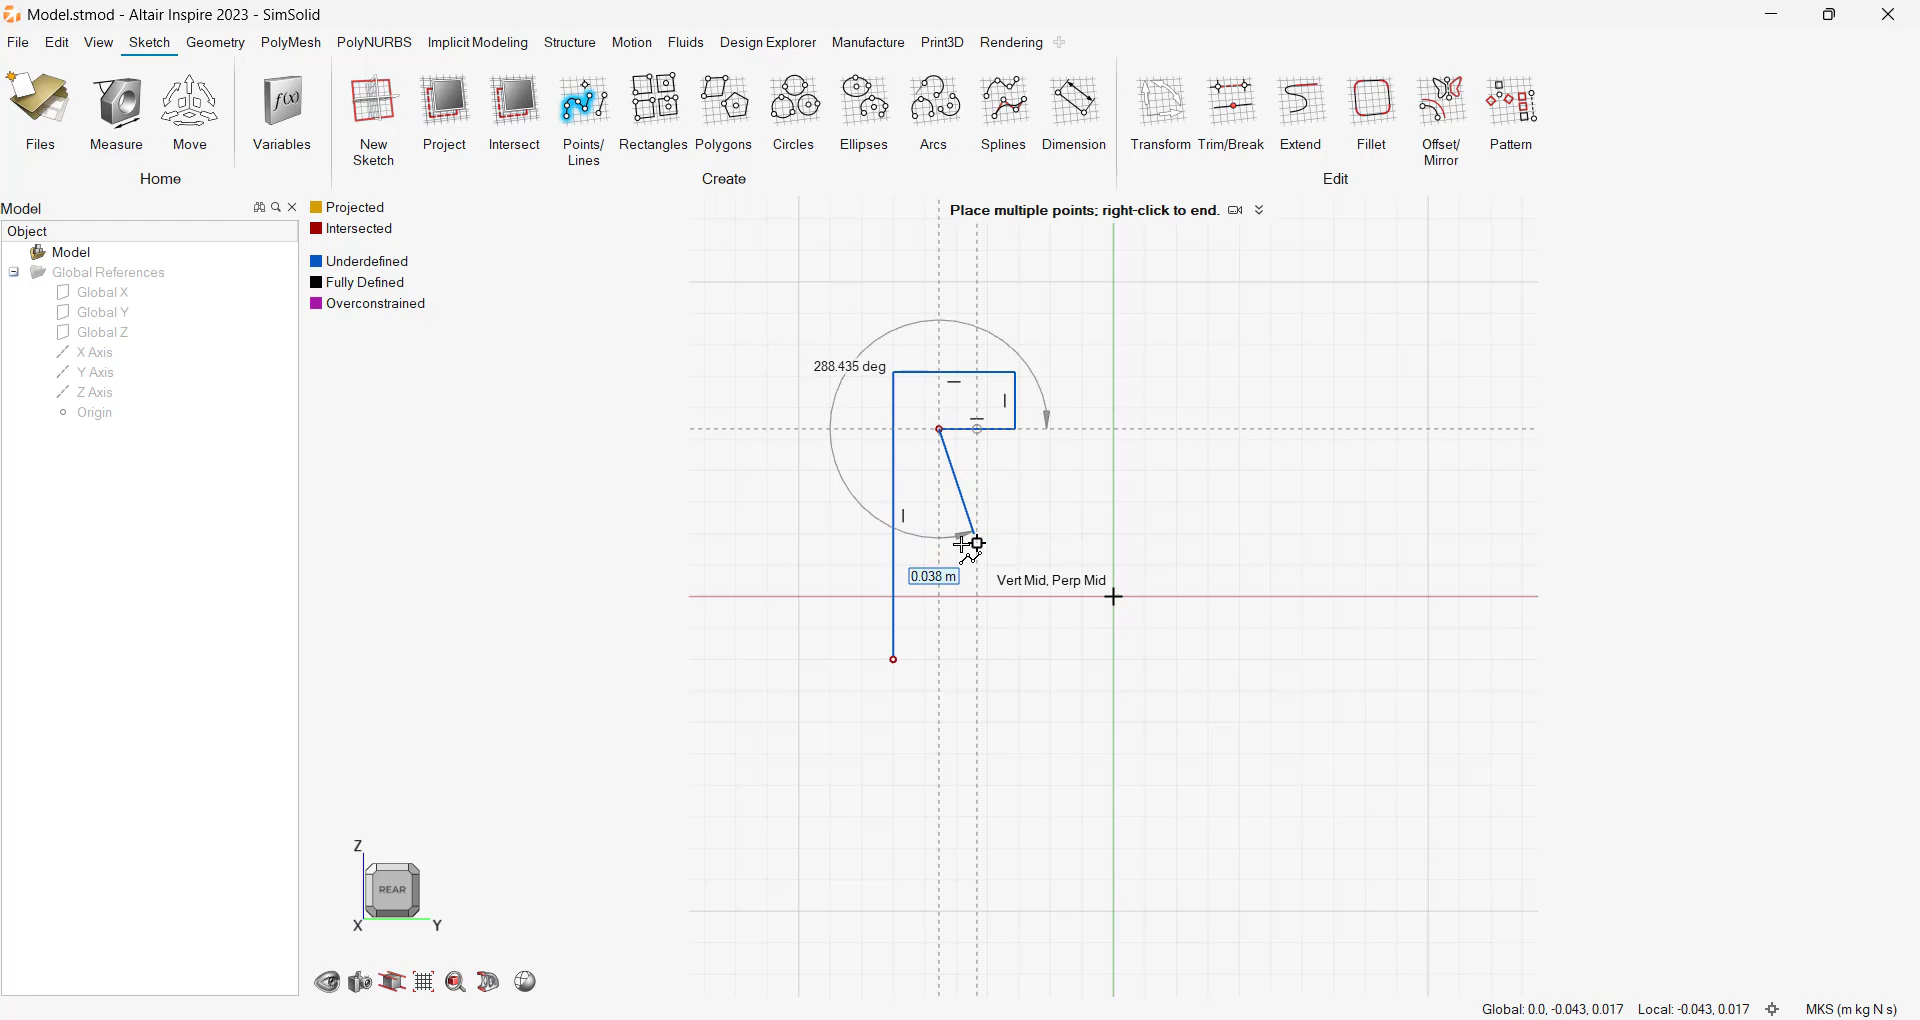 Model.stmod - Altair Inspire 2023 - SimSolid
File Edit View Sketch Geometry PolyMesh PolyNURBS Implicit Modeling Structure Motion Fluids Design Explorer Manufacture Print3D Rendering
f(x)
Files Measure Move Variables New Sketch Project Intersect Points/ Lines Rectangles Polygons Circles Ellipses Arcs Splines Dimension Transform Trim/Break Extend Fillet Offset/ Mirror Pattern
Home Create Edit
Model
Object
Model
Global References
Global X
Global Y
Global Z
X Axis
Y Axis
Z Axis
Origin
Projected
Intersected
Underdefined
Fully Defined
Overconstrained
Place multiple points; right-click to end.
288.435 deg
0.038 m
Vert Mid, Perp Mid
Z
REAR
X Y
Global: 0.0, -0.043, 0.017 Local: -0.043, 0.017 MKS (m kg N s)